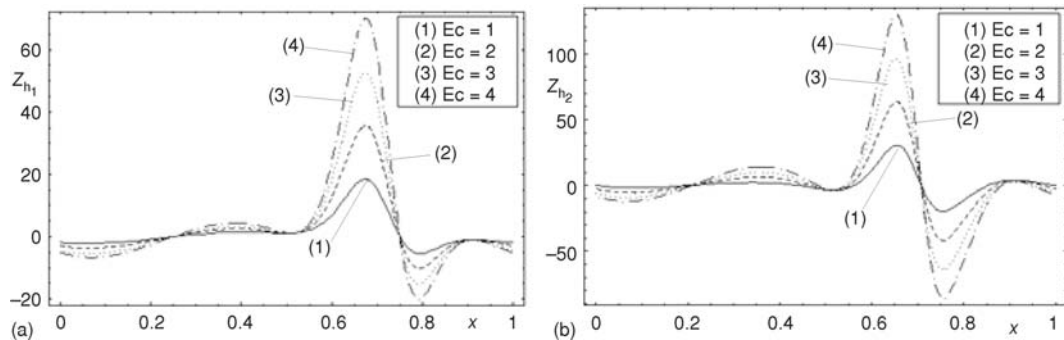 60
40
20
0
−20
Z_h₁
(4)
(3)
(2)
(1)
(1) Ec = 1
(2) Ec = 2
(3) Ec = 3
(4) Ec = 4
(a)
0 0.2 0.4 0.6 0.8 x 1
100
50
0
−50
Z_h₂
(4)
(3)
(2)
(1)
(1) Ec = 1
(2) Ec = 2
(3) Ec = 3
(4) Ec = 4
(b)
0 0.2 0.4 0.6 0.8 x 1